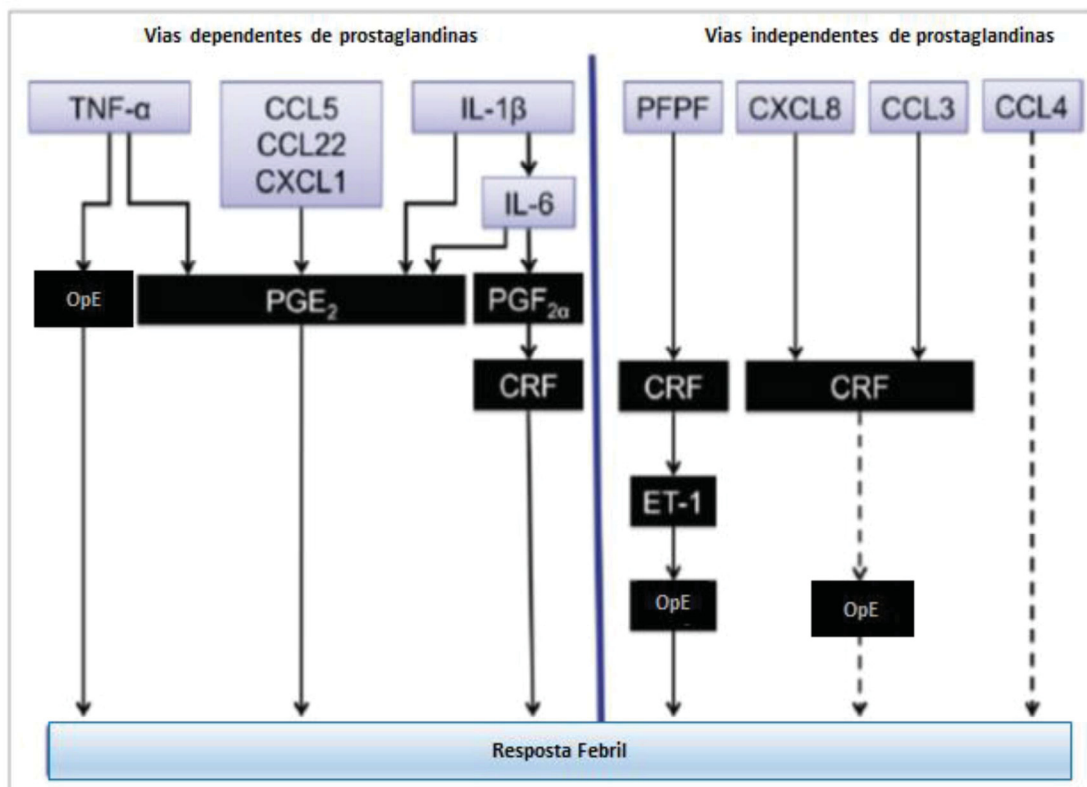 Vias dependentes de prostaglandinas
Vias independentes de prostaglandinas
TNF-α
CCL5
CCL22
CXCL1
IL-1β
IL-6
PFPF
CXCL8
CCL3
CCL4
OpE
PGE₂
PGF₂α
CRF
CRF
CRF
ET-1
OpE
OpE
Resposta Febril